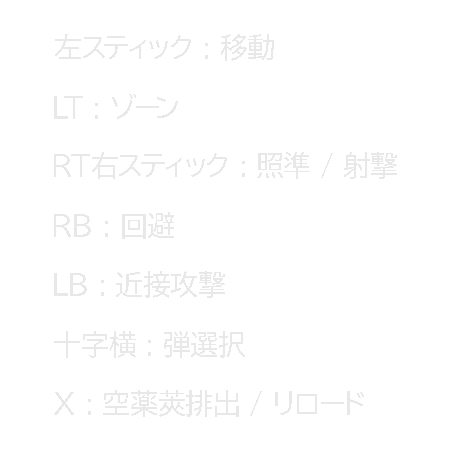 左スティック：移動
LT：ゾーン
RT右スティック：照準 / 射撃
RB：回避
LB：近接攻撃
十字横：弾選択
X：空薬莢排出 / リロード